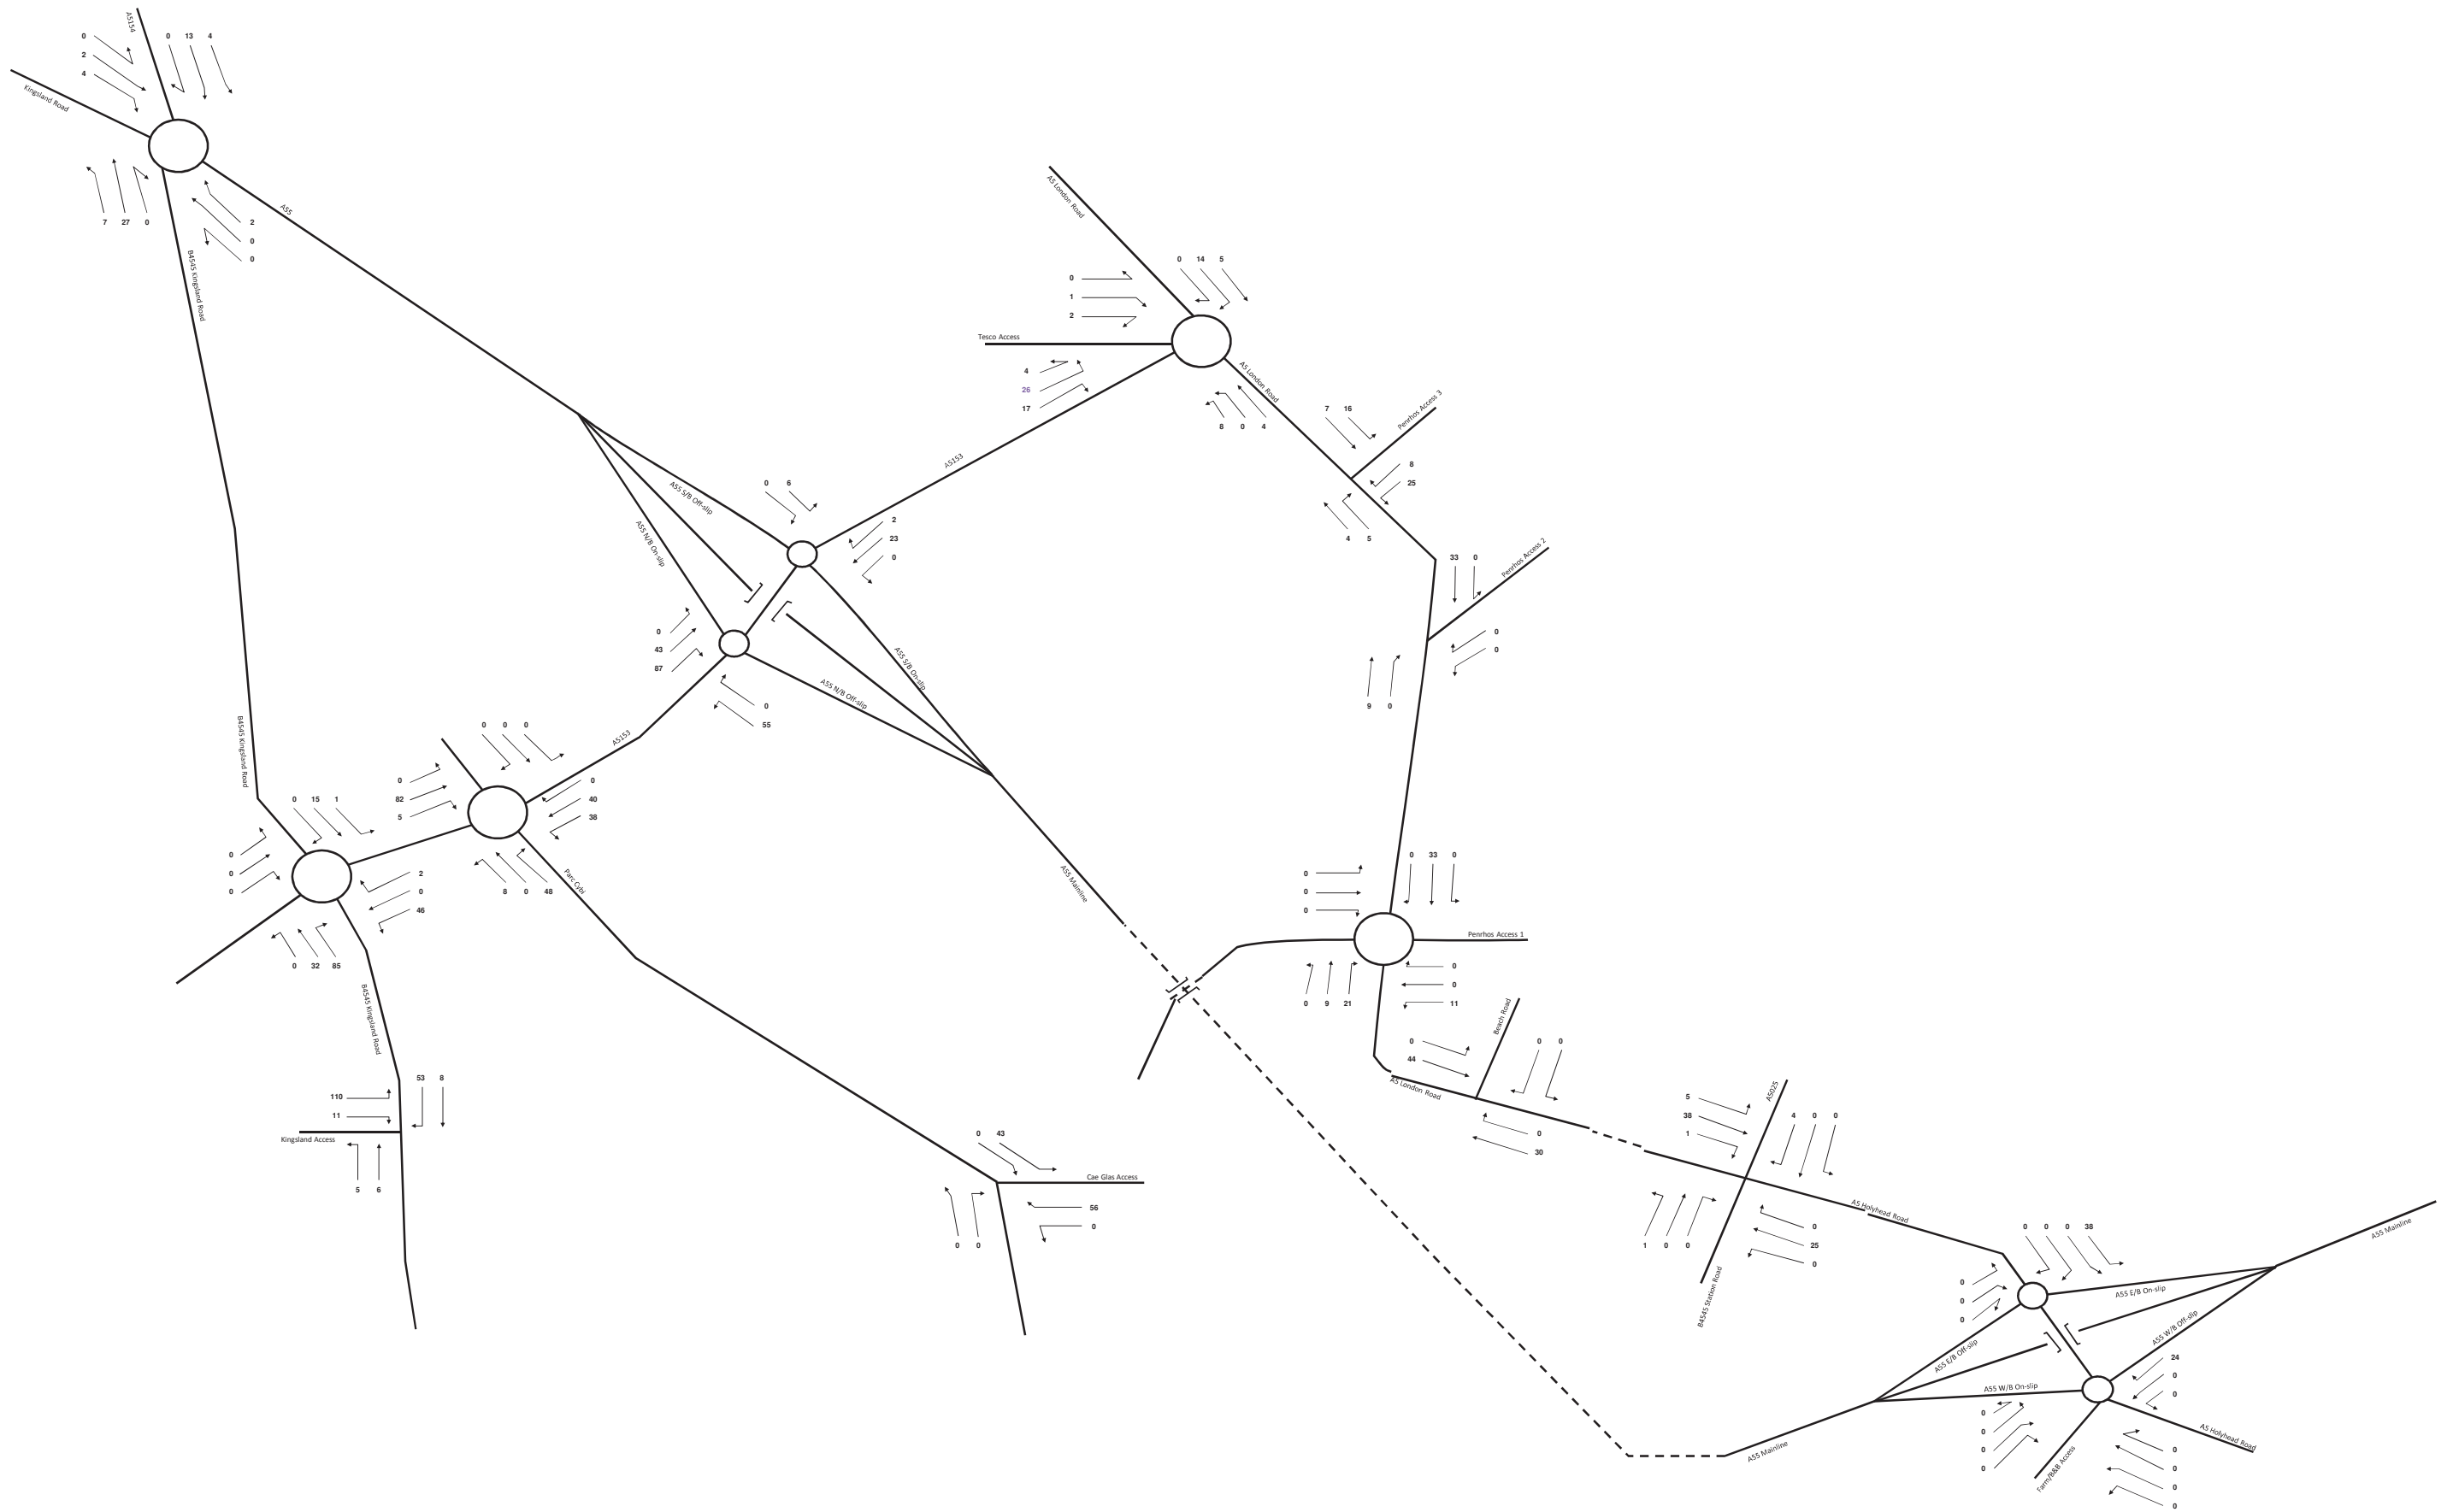 A5154
0
0 13 4
2
4
Kingsland Road
7 27 0
2
0
0
A55
B4545 Kingsland Road
A5 London Road
0 14 5
0
1
2
Tesco Access
4
26
17
A5 London Road
8 0 4
7 16
Penrhos Access 3
8
25
4 5
A5153
0 6
A55 S/B Off-slip
A55 N/B On-slip
2
23
0
33 0
Penrhos Access 2
0
0
9 0
0
43
87
A55 S/B On-slip
A55 N/B Off-slip
0
55
0 0 0
A5153
B4545 Kingsland Road
0
82
5
0
40
38
0 15 1
0
0
0
2
0
46
8 0 48
Parc Cybi
A55 Mainline
0 32 85
B4545 Kingsland Road
0 33 0
0
0
0
Penrhos Access 1
0
0
11
0 9 21
Beach Road
0
44
0 0
A5 London Road
0
30
53 8
110
11
Kingsland Access
5 6
0 43
Cae Glas Access
56
0
0 0
A5025
5
38
1
4 0 0
A5 Holyhead Road
1 0 0
0
25
0
B4545 Station Road
0 0 0 38
A55 Mainline
0
0
0
A55 E/B On-slip
A55 W/B Off-slip
A55 E/B Off-slip
24
0
0
A55 W/B On-slip
0
0
0
0
A5 Holyhead Road
A55 Mainline
Farm/B&B Access
0
0
0
0